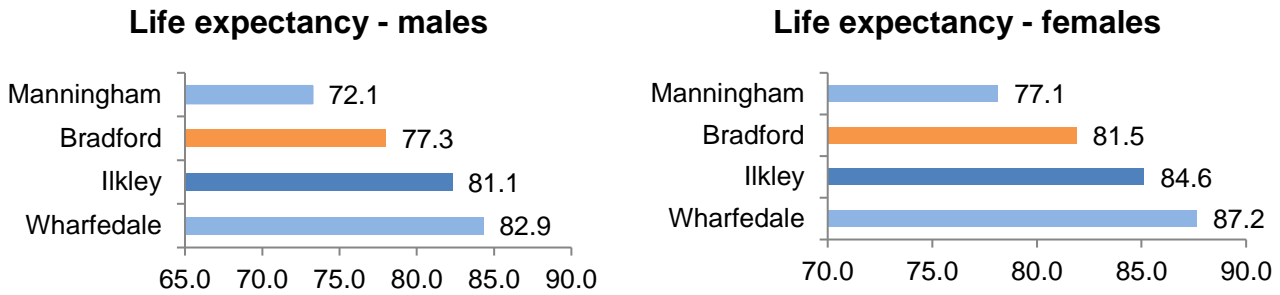 Life expectancy - males
Manningham 72.1
Bradford 77.3
Ilkley 81.1
Wharfedale 82.9
65.0 70.0 75.0 80.0 85.0 90.0
Life expectancy - females
Manningham 77.1
Bradford 81.5
Ilkley 84.6
Wharfedale 87.2
70.0 75.0 80.0 85.0 90.0